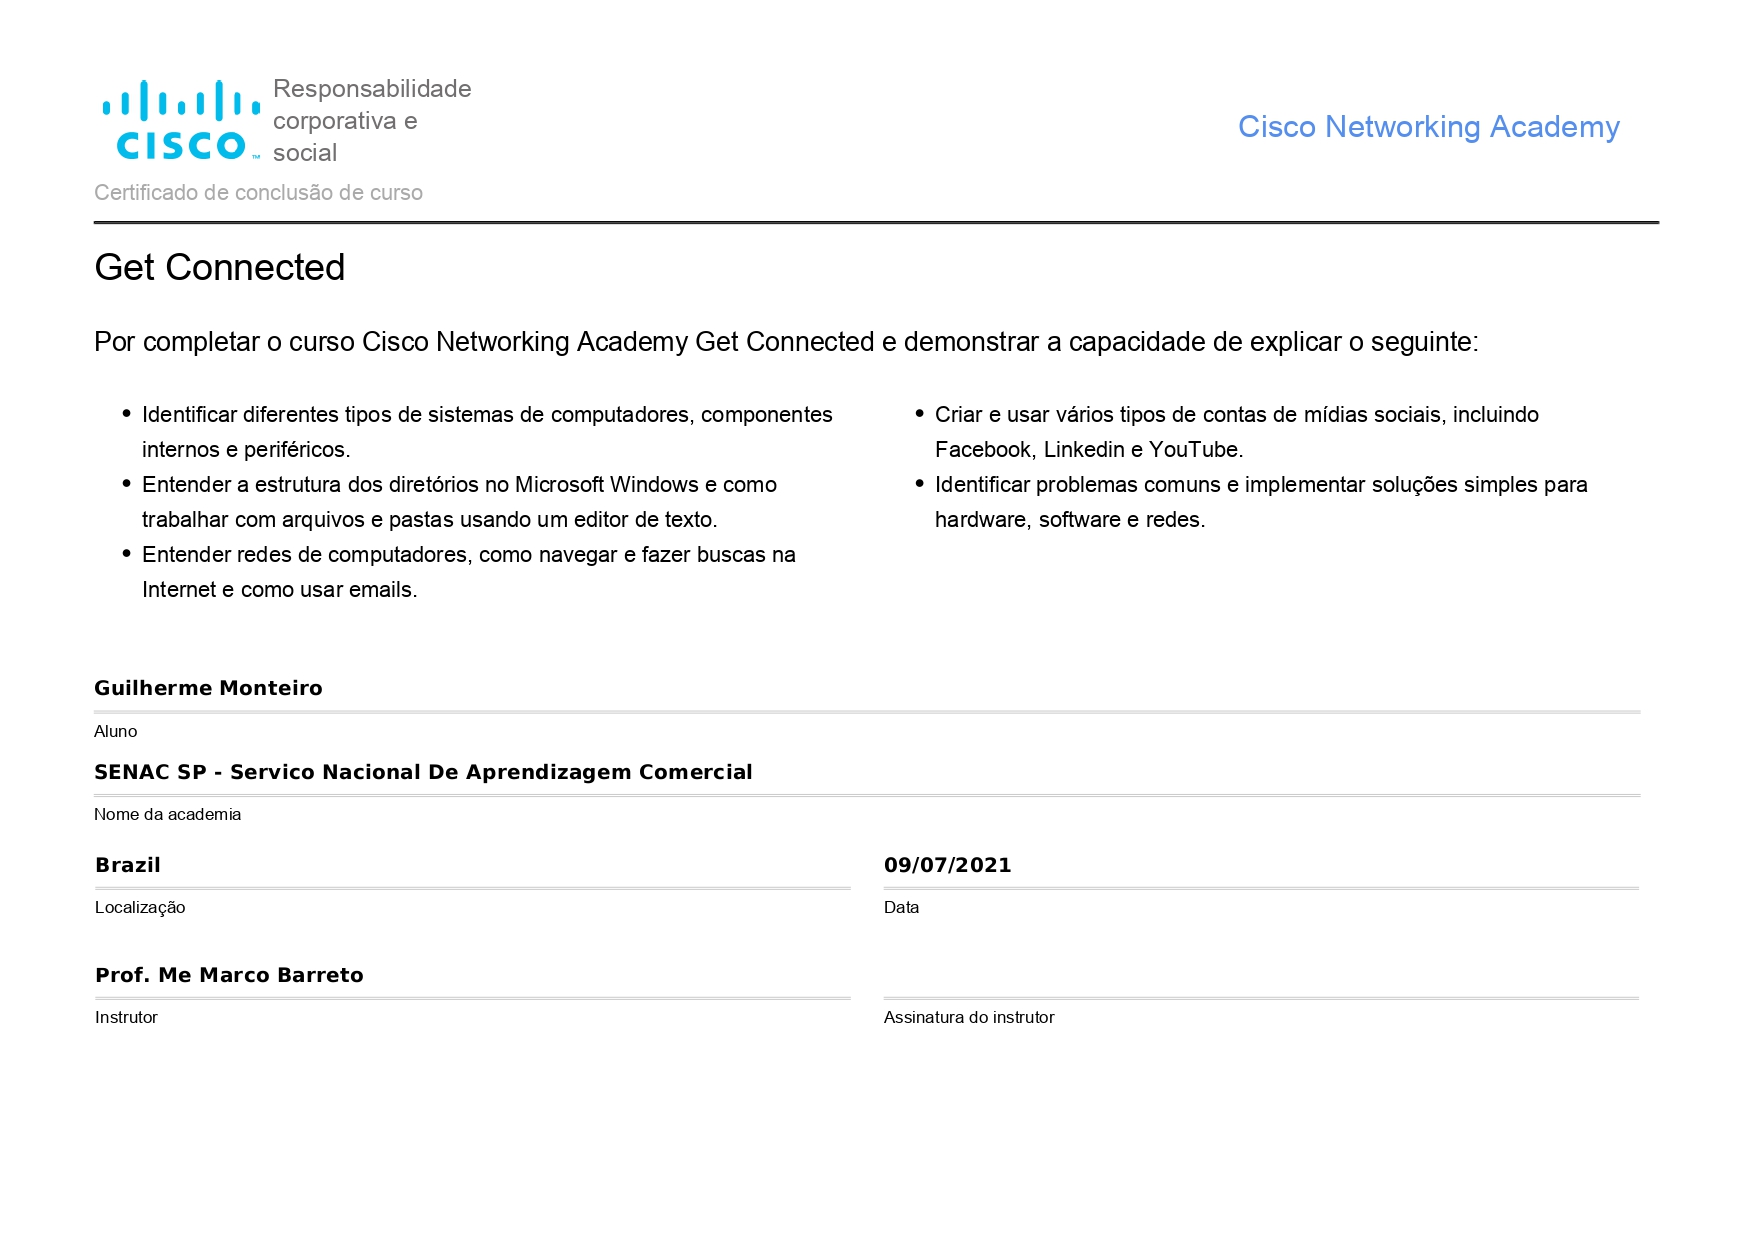 CISCO™
Responsabilidade
corporativa e
social
Cisco Networking Academy
Certificado de conclusão de curso
Get Connected
Por completar o curso Cisco Networking Academy Get Connected e demonstrar a capacidade de explicar o seguinte:
• Identificar diferentes tipos de sistemas de computadores, componentes
internos e periféricos.
• Entender a estrutura dos diretórios no Microsoft Windows e como
trabalhar com arquivos e pastas usando um editor de texto.
• Entender redes de computadores, como navegar e fazer buscas na
Internet e como usar emails.
• Criar e usar vários tipos de contas de mídias sociais, incluindo
Facebook, Linkedin e YouTube.
• Identificar problemas comuns e implementar soluções simples para
hardware, software e redes.
Guilherme Monteiro
Aluno
SENAC SP - Servico Nacional De Aprendizagem Comercial
Nome da academia
Brazil
Localização
09/07/2021
Data
Prof. Me Marco Barreto
Instrutor
Assinatura do instrutor